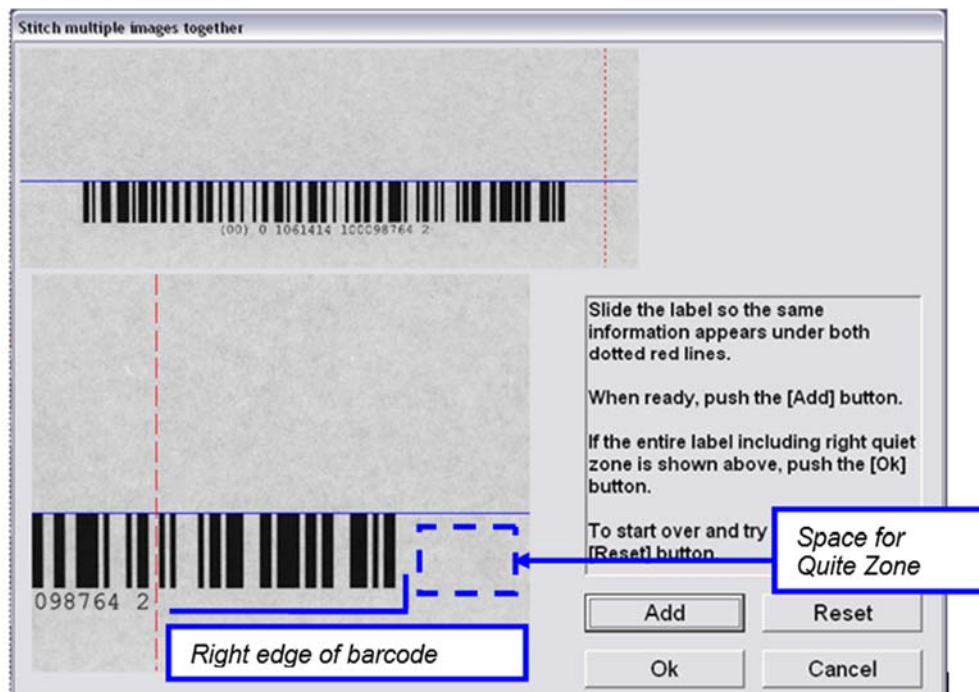 Stitch multiple images together
(00) 0 1061414 100098764 2
Slide the label so the same
information appears under both
dotted red lines.
When ready, push the [Add] button.
If the entire label including right quiet
zone is shown above, push the [Ok]
button.
To start over and try
[Reset] button.
Space for
Quite Zone
098764 2
Right edge of barcode
Add
Reset
Ok
Cancel